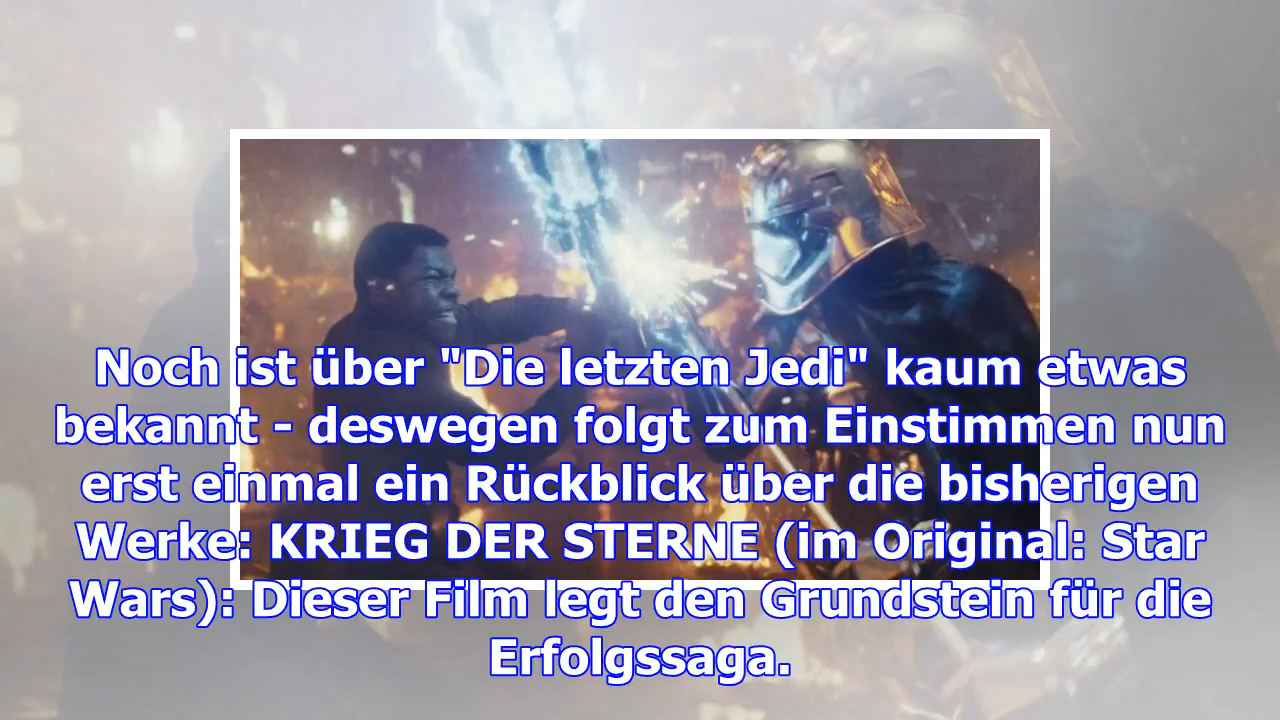 Noch ist über "Die letzten Jedi" kaum etwas
bekannt - deswegen folgt zum Einstimmen nun
erst einmal ein Rückblick über die bisherigen
Werke: KRIEG DER STERNE (im Original: Star
Wars): Dieser Film legt den Grundstein für die
Erfolgssaga.